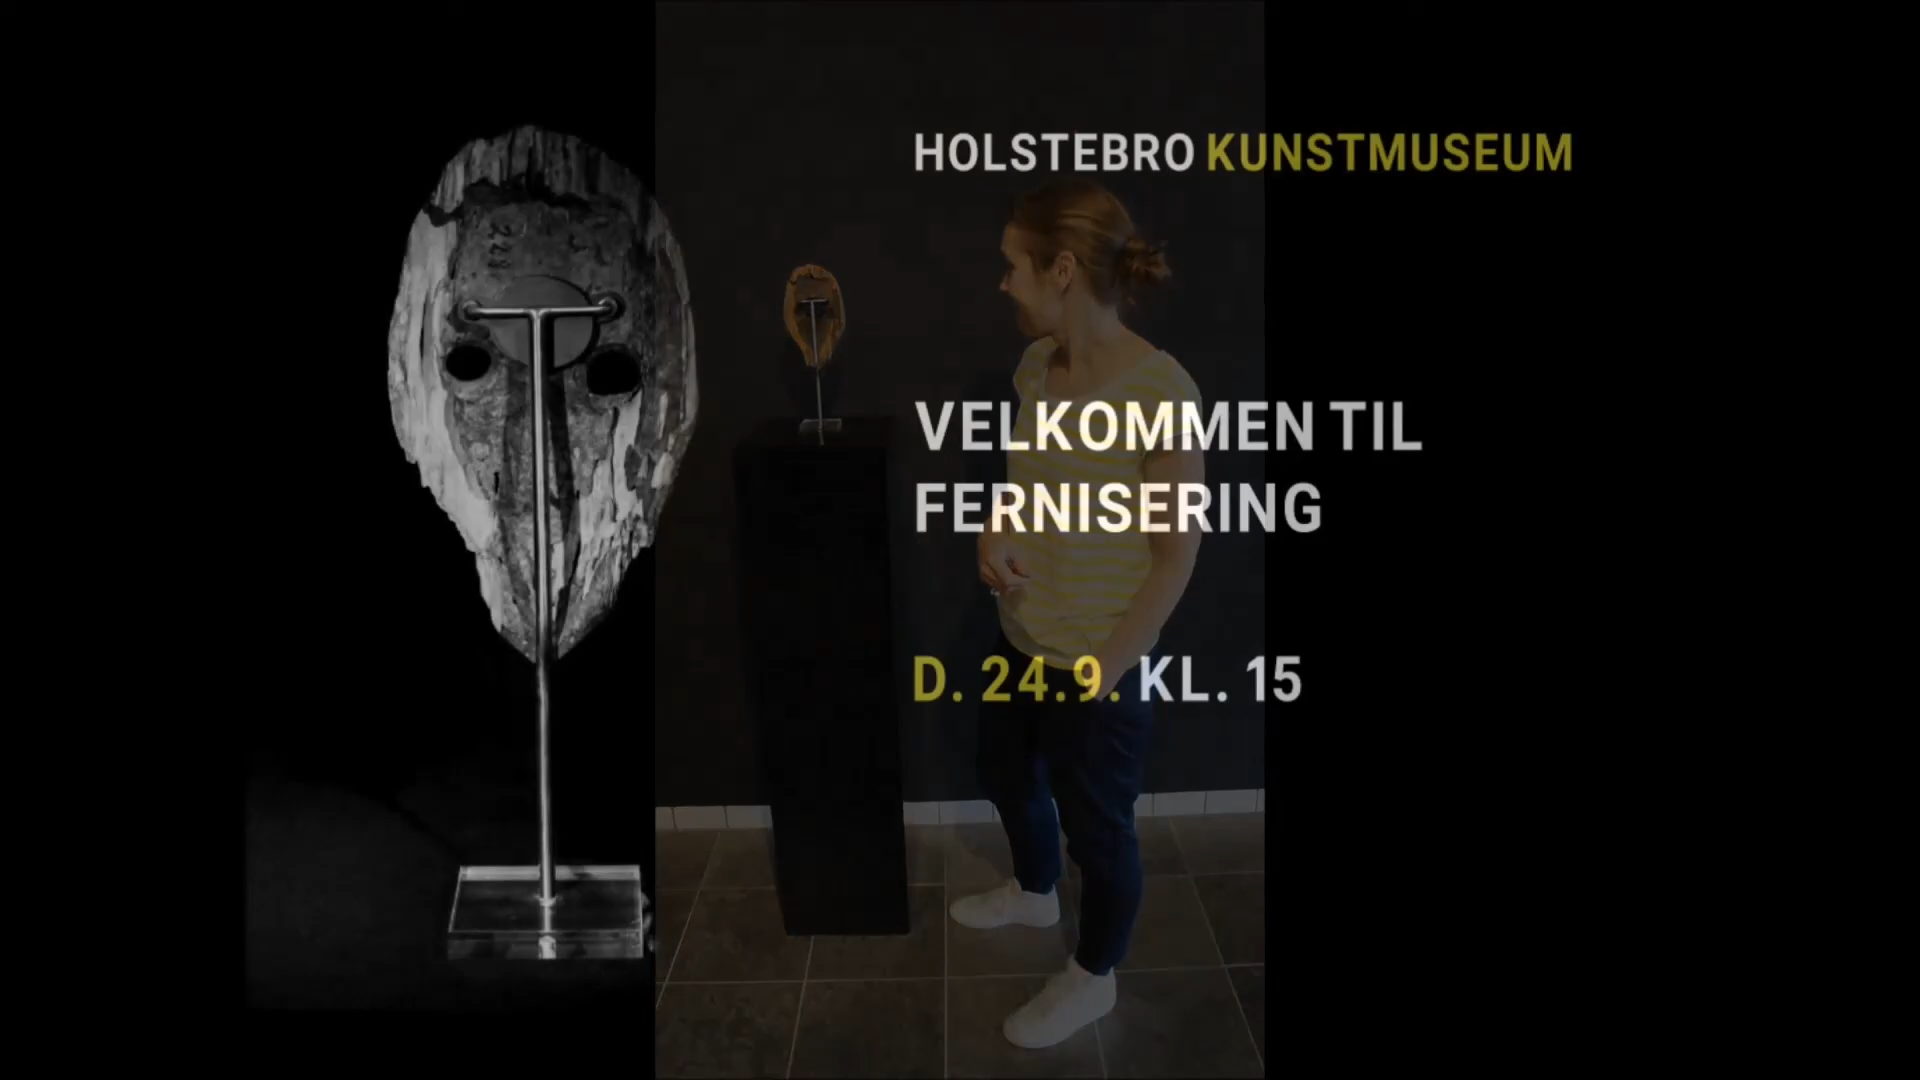 HOLSTEBRO KUNSTMUSEUM
VELKOMMEN TIL
FERNISERING
D. 24.9. KL. 15